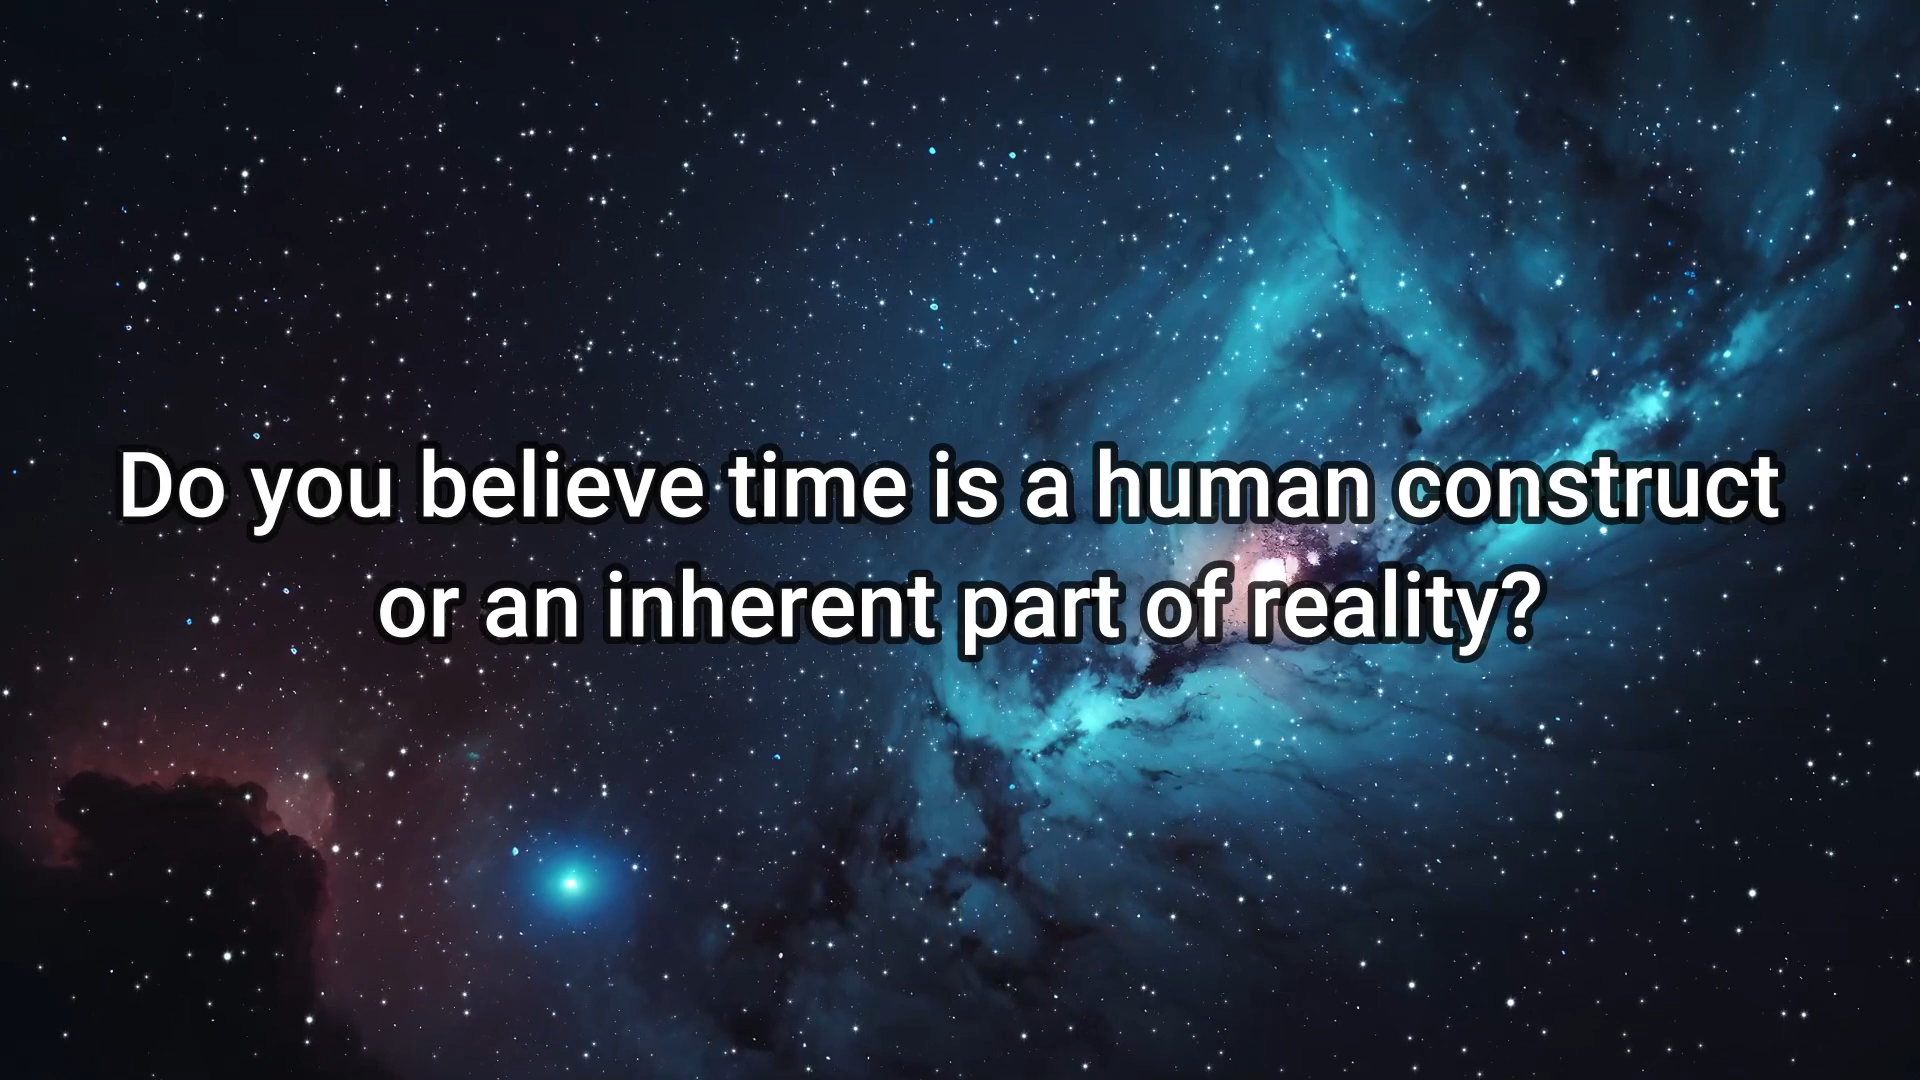 Do you believe time is a human construct
or an inherent part of reality?